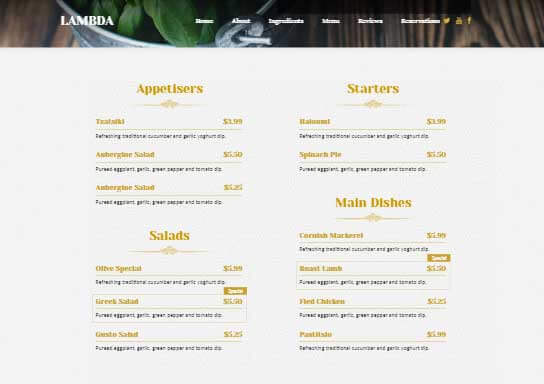 LAMBDA
Home About Ingredients Menu Reviews Reservations
Appetisers
Tzatsiki $3.99
Refreshing traditional cucumber and garlic yoghurt dip.
Aubergine Salad $5.50
Pureed eggplant, garlic, green pepper and tomato dip.
Aubergine Salad $5.25
Pureed eggplant, garlic, green pepper and tomato dip.
Salads
Olive Special $5.99
Refreshing traditional cucumber and garlic yoghurt dip.
Special
Greek Salad $5.50
Pureed eggplant, garlic, green pepper and tomato dip.
Gusto Salad $5.25
Pureed eggplant, garlic, green pepper and tomato dip.
Starters
Haloumi $3.99
Refreshing traditional cucumber and garlic yoghurt dip.
Spinach Pie $5.50
Pureed eggplant, garlic, green pepper and tomato dip.
Main Dishes
Cornish Mackerel $5.99
Refreshing traditional cucumber and garlic yoghurt dip.
Special
Roast Lamb $5.50
Pureed eggplant, garlic, green pepper and tomato dip.
Fied Chicken $5.25
Pureed eggplant, garlic, green pepper and tomato dip.
$5.99
Refreshing traditional cucumber and garlic yoghurt dip.